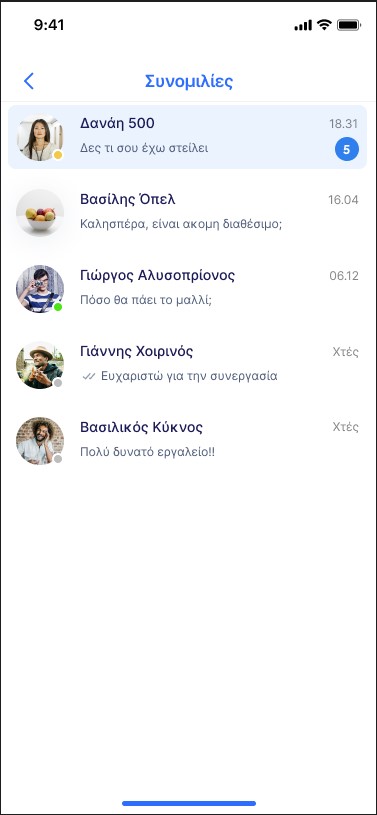 9:41
Συνομιλίες
Δανάη 500 18.31
Δες τι σου έχω στείλει 5
Βασίλης Όπελ 16.04
Καλησπέρα, είναι ακομη διαθέσιμο;
Γιώργος Αλυσοπρίονος 06.12
Πόσο θα πάει το μαλλί;
Γιάννης Χοιρινός Χτές
Ευχαριστώ για την συνεργασία
Βασιλικός Κύκνος Χτές
Πολύ δυνατό εργαλείο!!